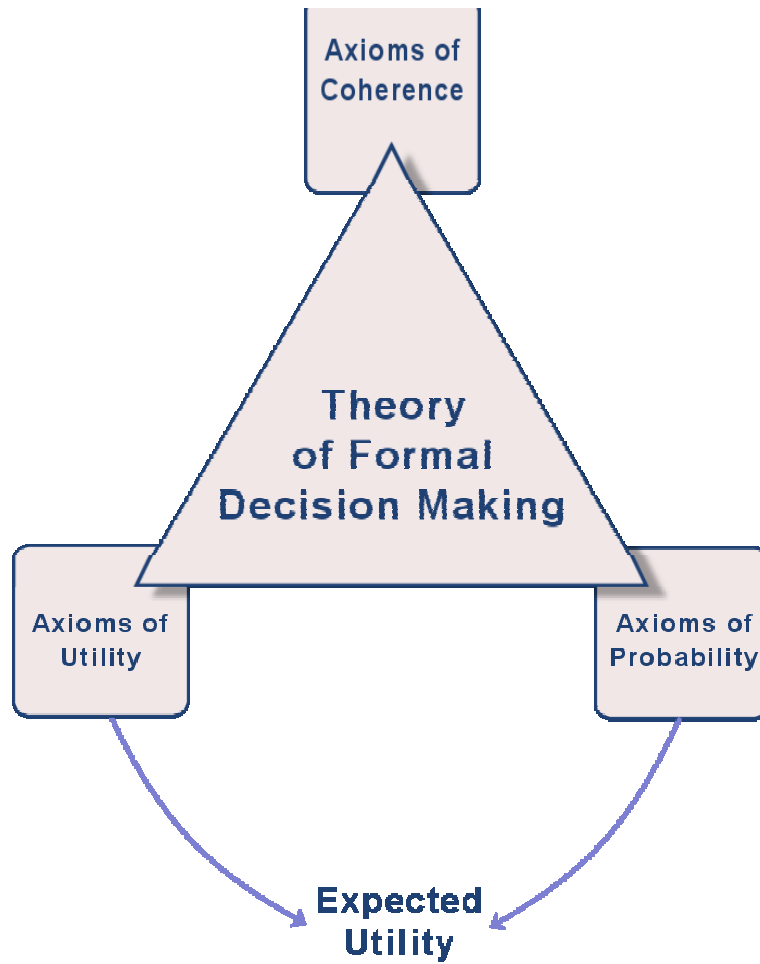 Axioms of
Coherence
Theory
of Formal
Decision Making
Axioms of
Utility
Axioms of
Probability
Expected
Utility